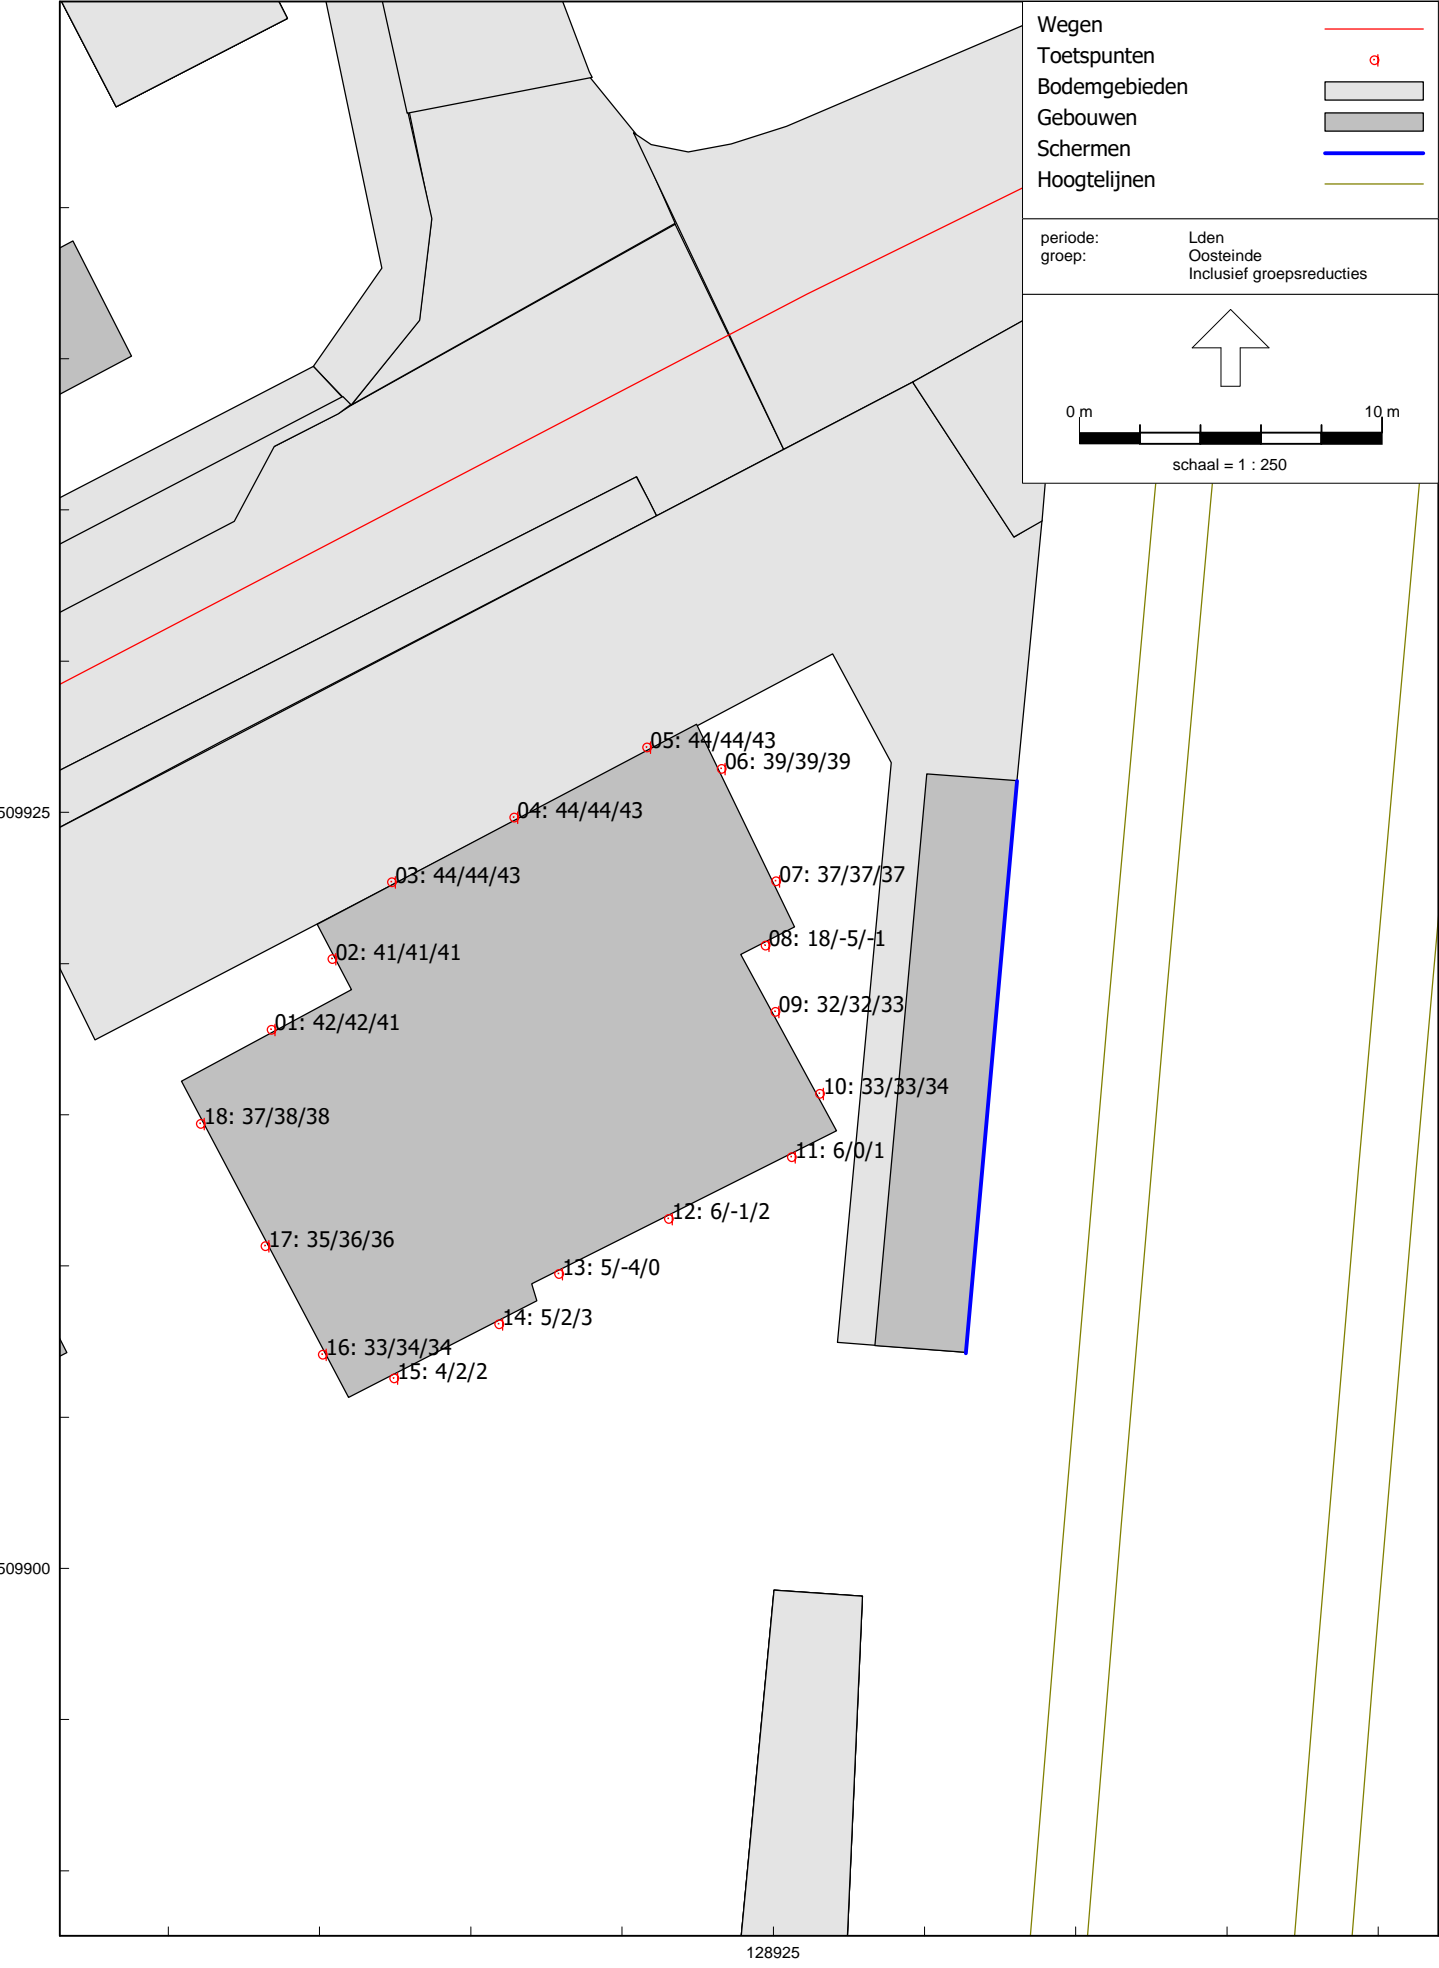 Wegen
Toetspunten
Bodemgebieden
Gebouwen
Schermen
Hoogtelijnen
periode: Lden
groep: Oosteinde
Inclusief groepsreducties
0 m 10 m
schaal = 1 : 250
05: 44/44/43
06: 39/39/39
04: 44/44/43
03: 44/44/43
07: 37/37/37
08: 18/-5/-1
02: 41/41/41
09: 32/32/33
01: 42/42/41
10: 33/33/34
18: 37/38/38
11: 6/0/1
12: 6/-1/2
17: 35/36/36
13: 5/-4/0
14: 5/2/3
16: 33/34/34
15: 4/2/2
509925
509900
128925